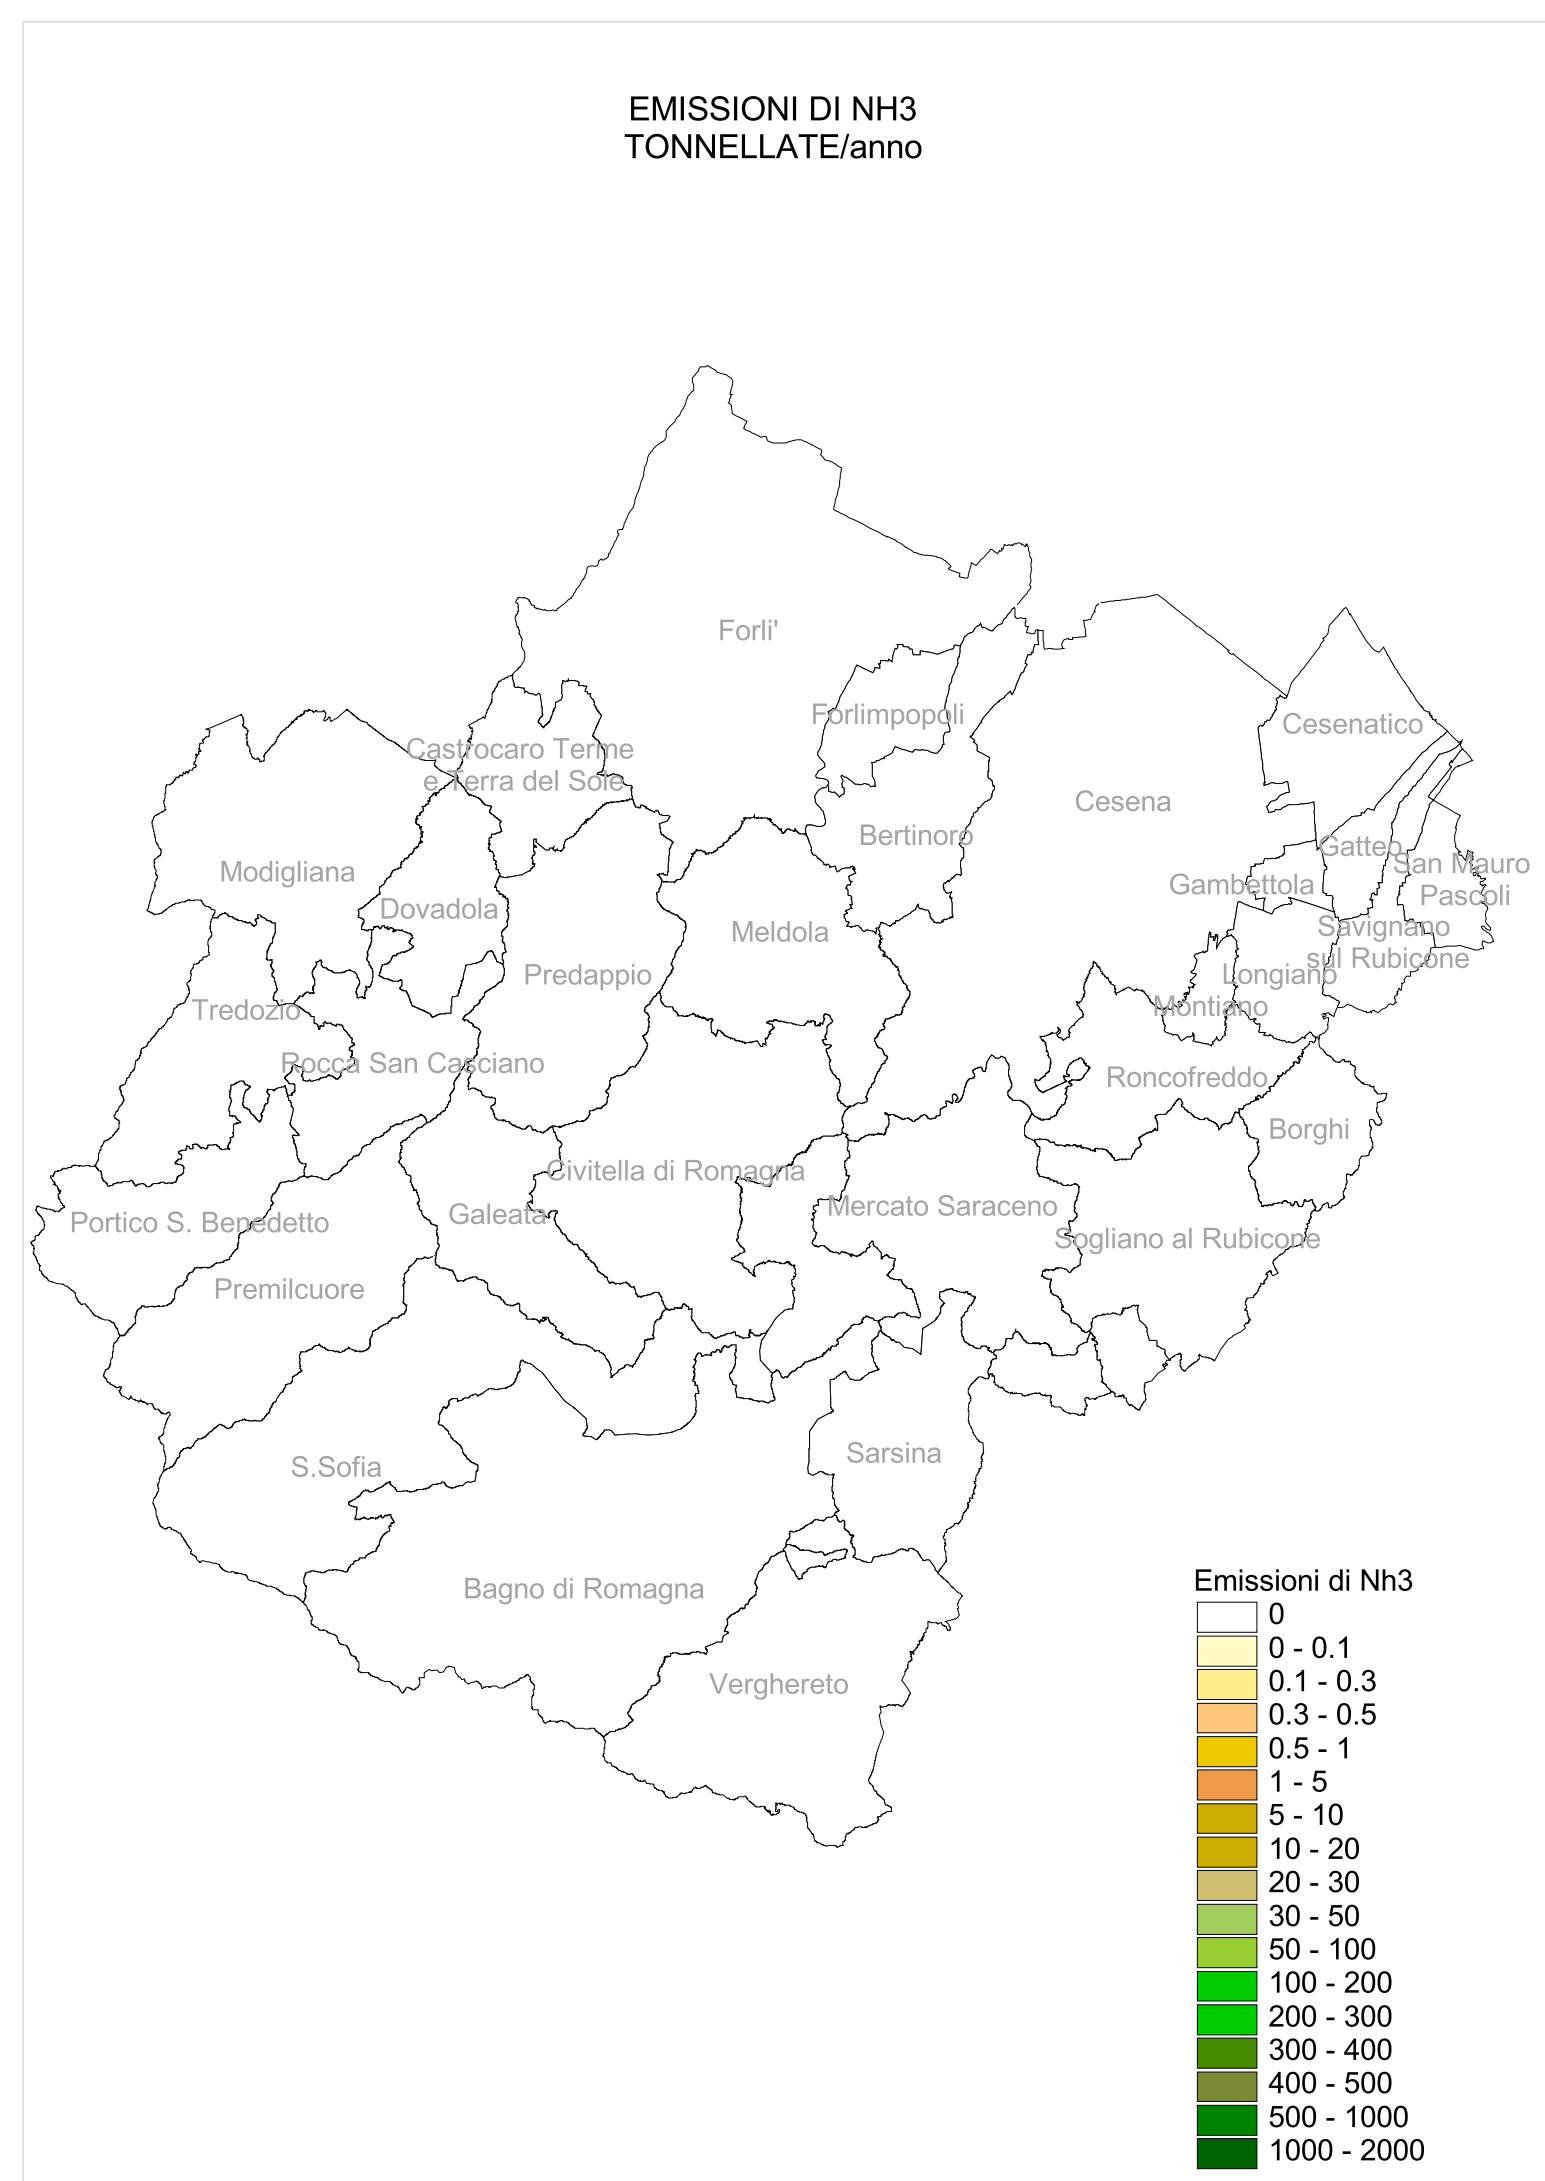 EMISSIONI DI NH3
TONNELLATE/anno
Forli'
Forlimpopoli
Cesenatico
Castrocaro Terme
e Terra del Sole
Cesena
Bertinoro
Gatteo
San Mauro
Pascoli
Modigliana
Gambettola
Dovadola
Meldola
Savignano
sul Rubicone
Predappio
Longiano
Tredozio
Montiano
Rocca San Casciano
Roncofreddo
Borghi
Civitella di Romagna
Mercato Saraceno
Galeata
Portico S. Benedetto
Sogliano al Rubicone
Premilcuore
Sarsina
S.Sofia
Bagno di Romagna
Verghereto
Emissioni di Nh3
0
0 - 0.1
0.1 - 0.3
0.3 - 0.5
0.5 - 1
1 - 5
5 - 10
10 - 20
20 - 30
30 - 50
50 - 100
100 - 200
200 - 300
300 - 400
400 - 500
500 - 1000
1000 - 2000